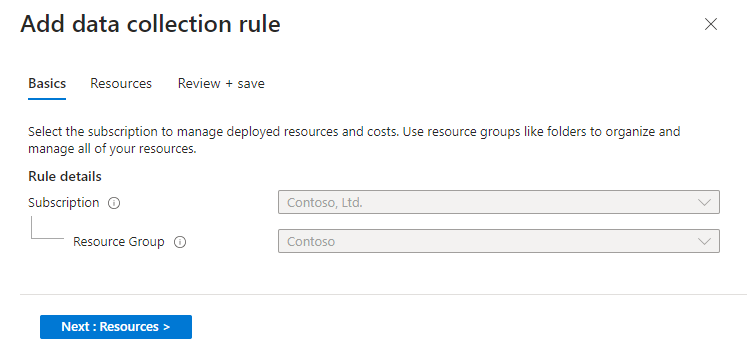 Add data collection rule
Basics Resources Review + save
Select the subscription to manage deployed resources and costs. Use resource groups like folders to organize and
manage all of your resources.
Rule details
Subscription Contoso, Ltd.
Resource Group Contoso
Next : Resources >